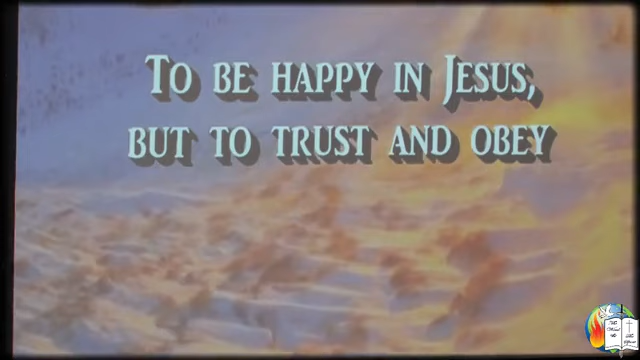 To be happy in Jesus,
but to trust and obey